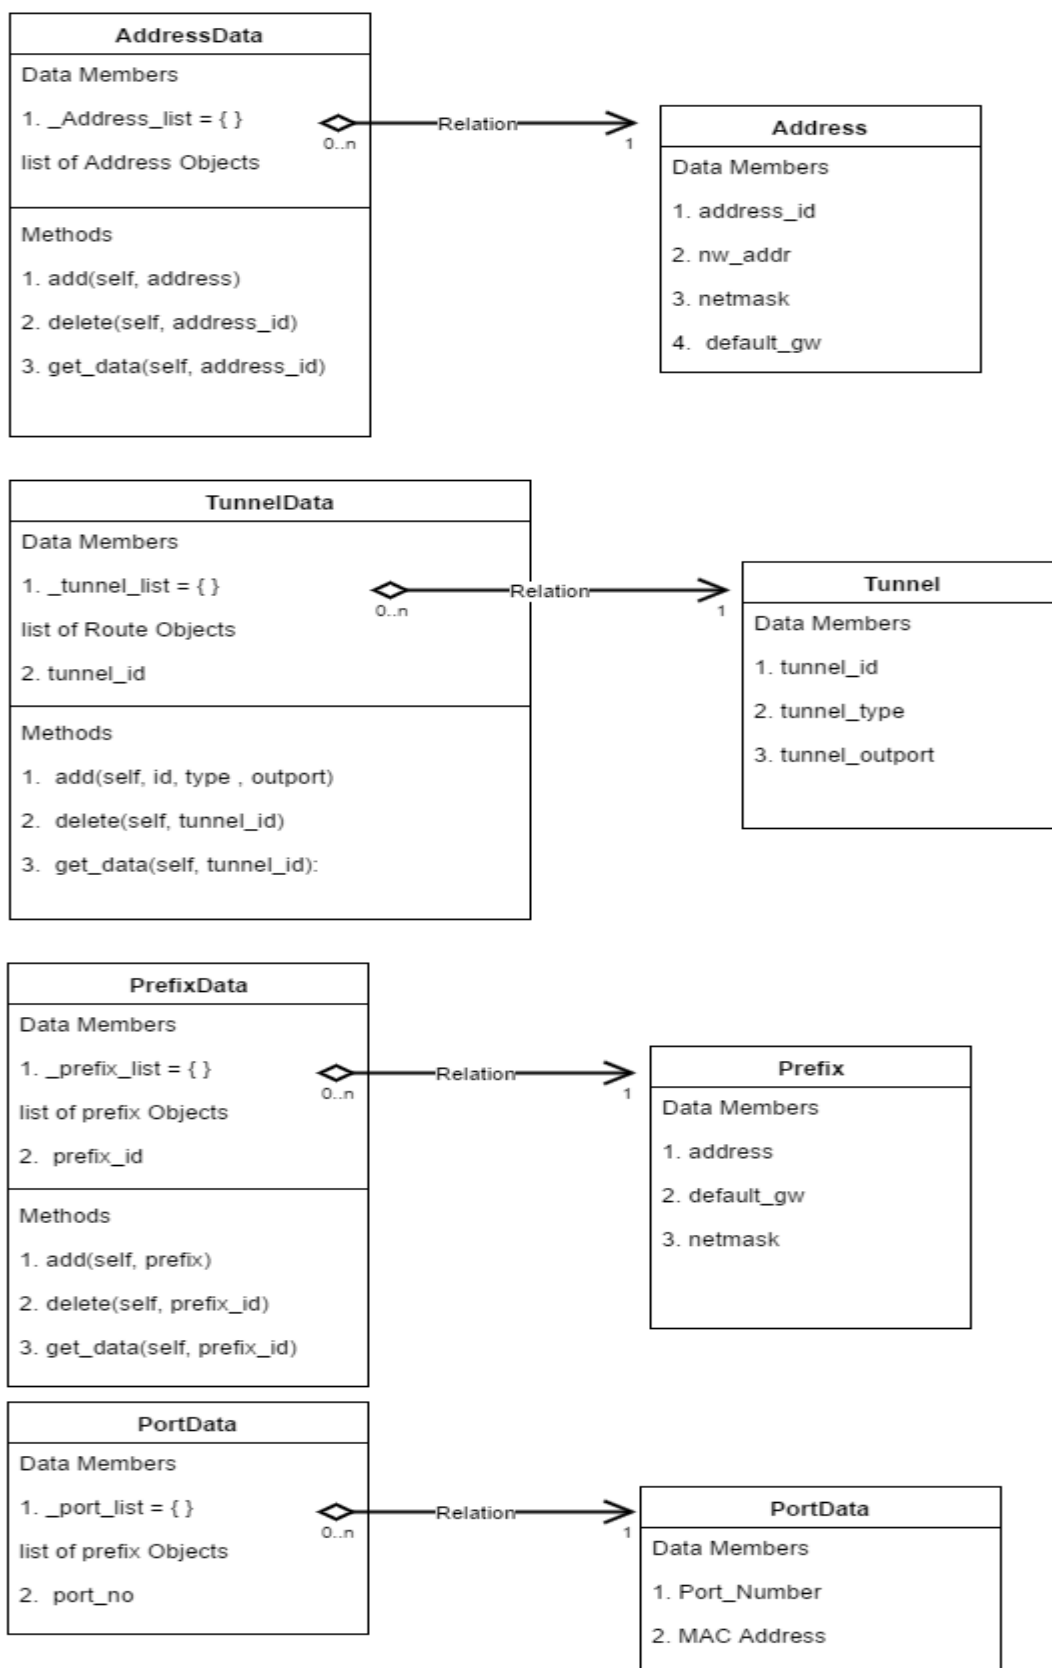 AddressData
Data Members
1. _Address_list = { }
list of Address Objects
Methods
1. add(self, address)
2. delete(self, address_id)
3. get_data(self, address_id)
0..n
Relation
1
Address
Data Members
1. address_id
2. nw_addr
3. netmask
4. default_gw
TunnelData
Data Members
1. _tunnel_list = { }
list of Route Objects
2. tunnel_id
Methods
1. add(self, id, type , outport)
2. delete(self, tunnel_id)
3. get_data(self, tunnel_id):
0..n
Relation
1
Tunnel
Data Members
1. tunnel_id
2. tunnel_type
3. tunnel_outport
PrefixData
Data Members
1. _prefix_list = { }
list of prefix Objects
2. prefix_id
Methods
1. add(self, prefix)
2. delete(self, prefix_id)
3. get_data(self, prefix_id)
0..n
Relation
1
Prefix
Data Members
1. address
2. default_gw
3. netmask
PortData
Data Members
1. _port_list = { }
list of prefix Objects
2. port_no
0..n
Relation
1
PortData
Data Members
1. Port_Number
2. MAC Address